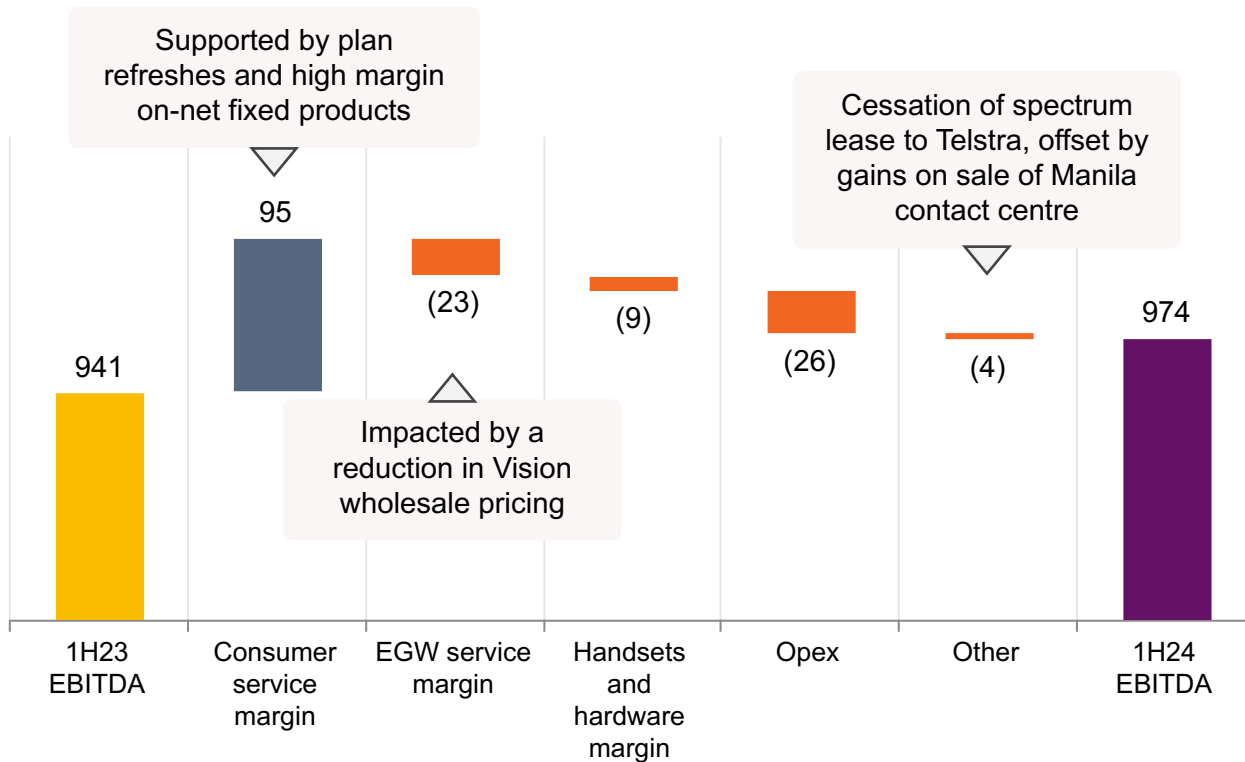 Supported by plan
refreshes and high margin
on-net fixed products
Cessation of spectrum
lease to Telstra, offset by
gains on sale of Manila
contact centre
95
(23)
(9)
(26)
(4)
974
941
Impacted by a
reduction in Vision
wholesale pricing
1H23
EBITDA
Consumer
service
margin
EGW service
margin
Handsets
and
hardware
margin
Opex
Other
1H24
EBITDA